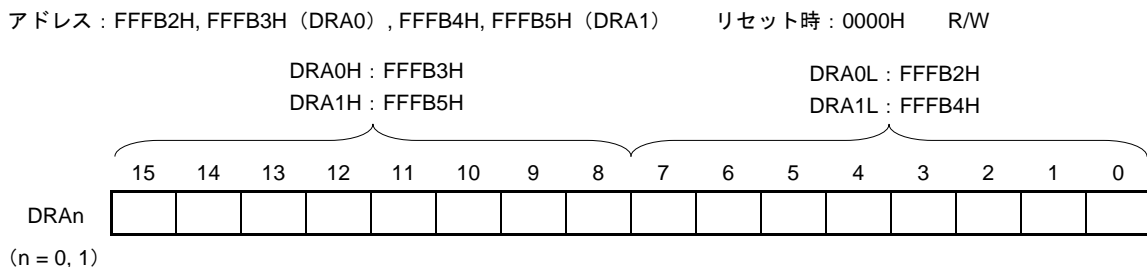 アドレス：FFFB2H, FFFB3H（DRA0）, FFFB4H, FFFB5H（DRA1）　リセット時：0000H　R/W
DRA0H：FFFB3H　DRA0L：FFFB2H
DRA1H：FFFB5H　DRA1L：FFFB4H
15 14 13 12 11 10 9 8 7 6 5 4 3 2 1 0
DRAn
（n = 0, 1）